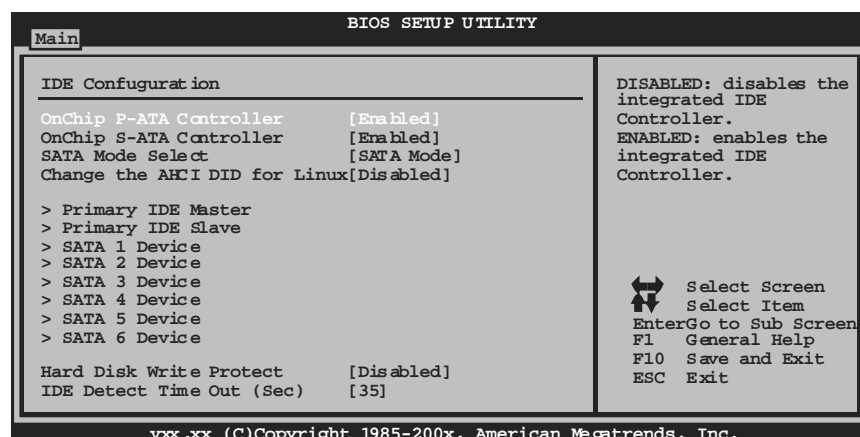 BIOS SETUP UTILITY
Main
IDE Confuguration
OnChip P-ATA Controller [Enabled]
OnChip S-ATA Controller [Enabled]
SATA Mode Select [SATA Mode]
Change the AHCI DID for Linux[Disabled]
> Primary IDE Master
> Primary IDE Slave
> SATA 1 Device
> SATA 2 Device
> SATA 3 Device
> SATA 4 Device
> SATA 5 Device
> SATA 6 Device
Hard Disk Write Protect [Disabled]
IDE Detect Time Out (Sec) [35]
DISABLED: disables the
integrated IDE
Controller.
ENABLED: enables the
integrated IDE
Controller.
Select Screen
Select Item
EnterGo to Sub Screen
F1 General Help
F10 Save and Exit
ESC Exit
vxx.xx (C)Copyright 1985-200x, American Megatrends, Inc.